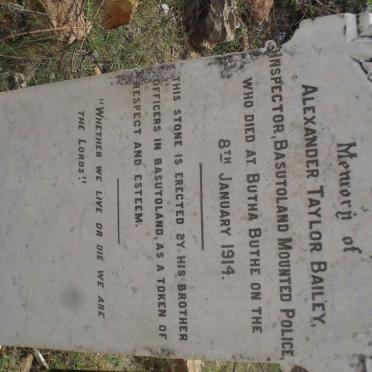 Memory of
ALEXANDER TAYLOR BAILEY,
INSPECTOR, BASUTOLAND MOUNTED POLICE,
WHO DIED AT BUTHA BUTHE ON THE
8TH JANUARY 1914.
THIS STONE IS ERECTED BY HIS BROTHER
OFFICERS IN BASUTOLAND, AS A TOKEN OF
RESPECT AND ESTEEM.
"WHETHER WE LIVE OR DIE WE ARE
THE LORDS"